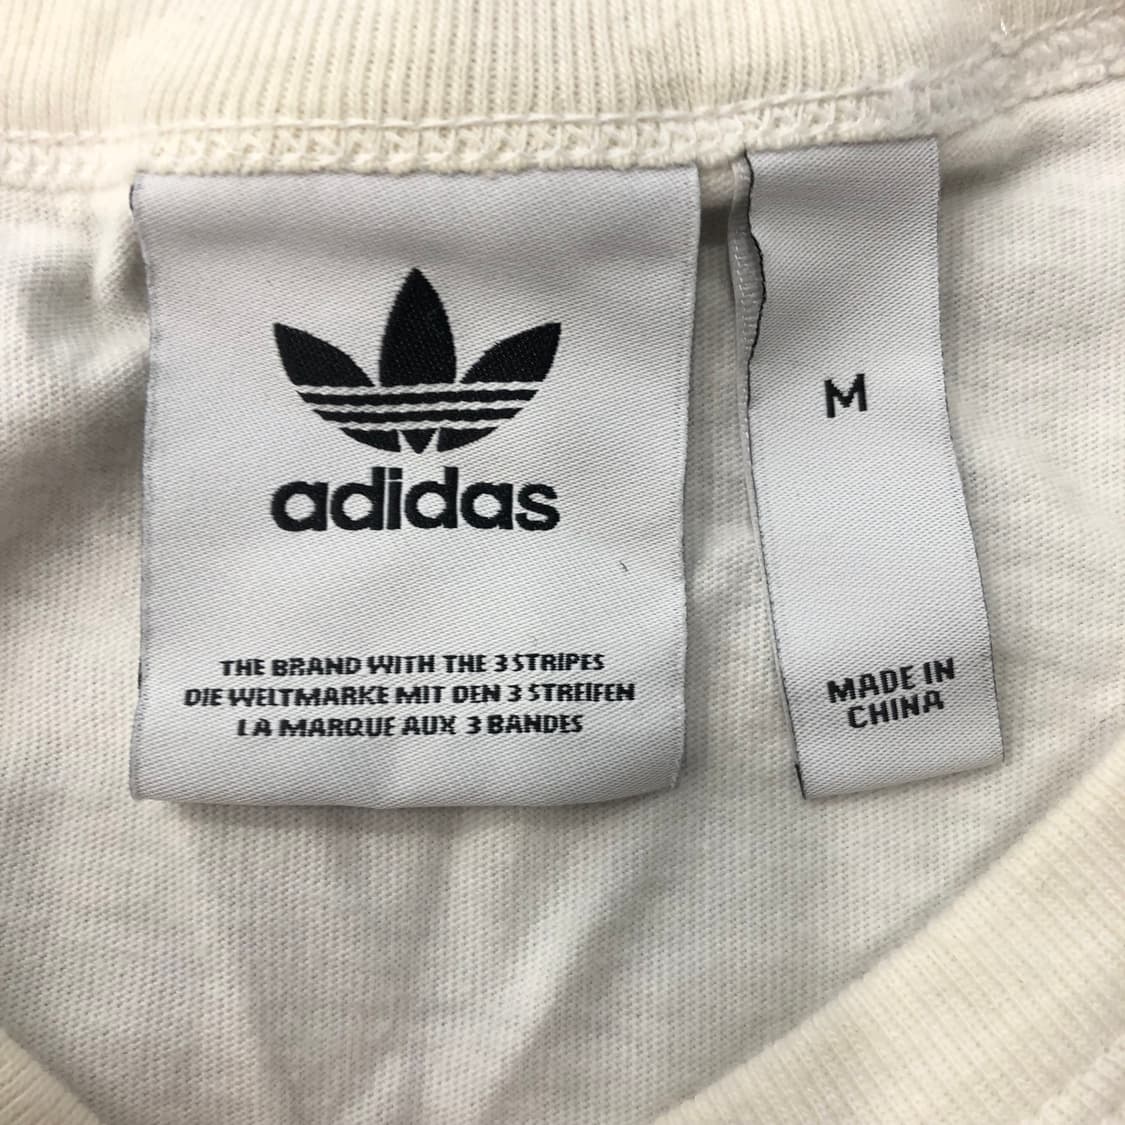 adidas
THE BRAND WITH THE 3 STRIPES
DIE WELTMARKE MIT DEN 3 STREIFEN
LA MARQUE AUX 3 BANDES
M
MADE IN
CHINA